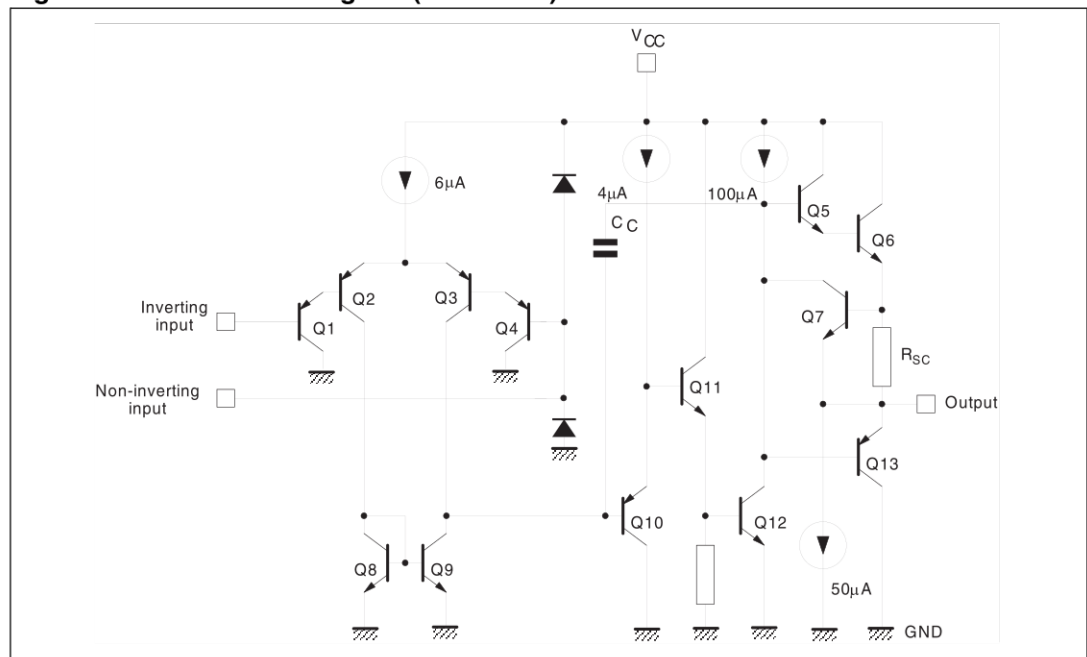 V CC
6µA
4µA
100µA
C C
Q5
Q6
Q2
Q3
Inverting
input
Q1
Q4
Q7
R SC
Non-inverting
input
Q11
Output
Q13
Q10
Q12
Q8
Q9
50µA
GND